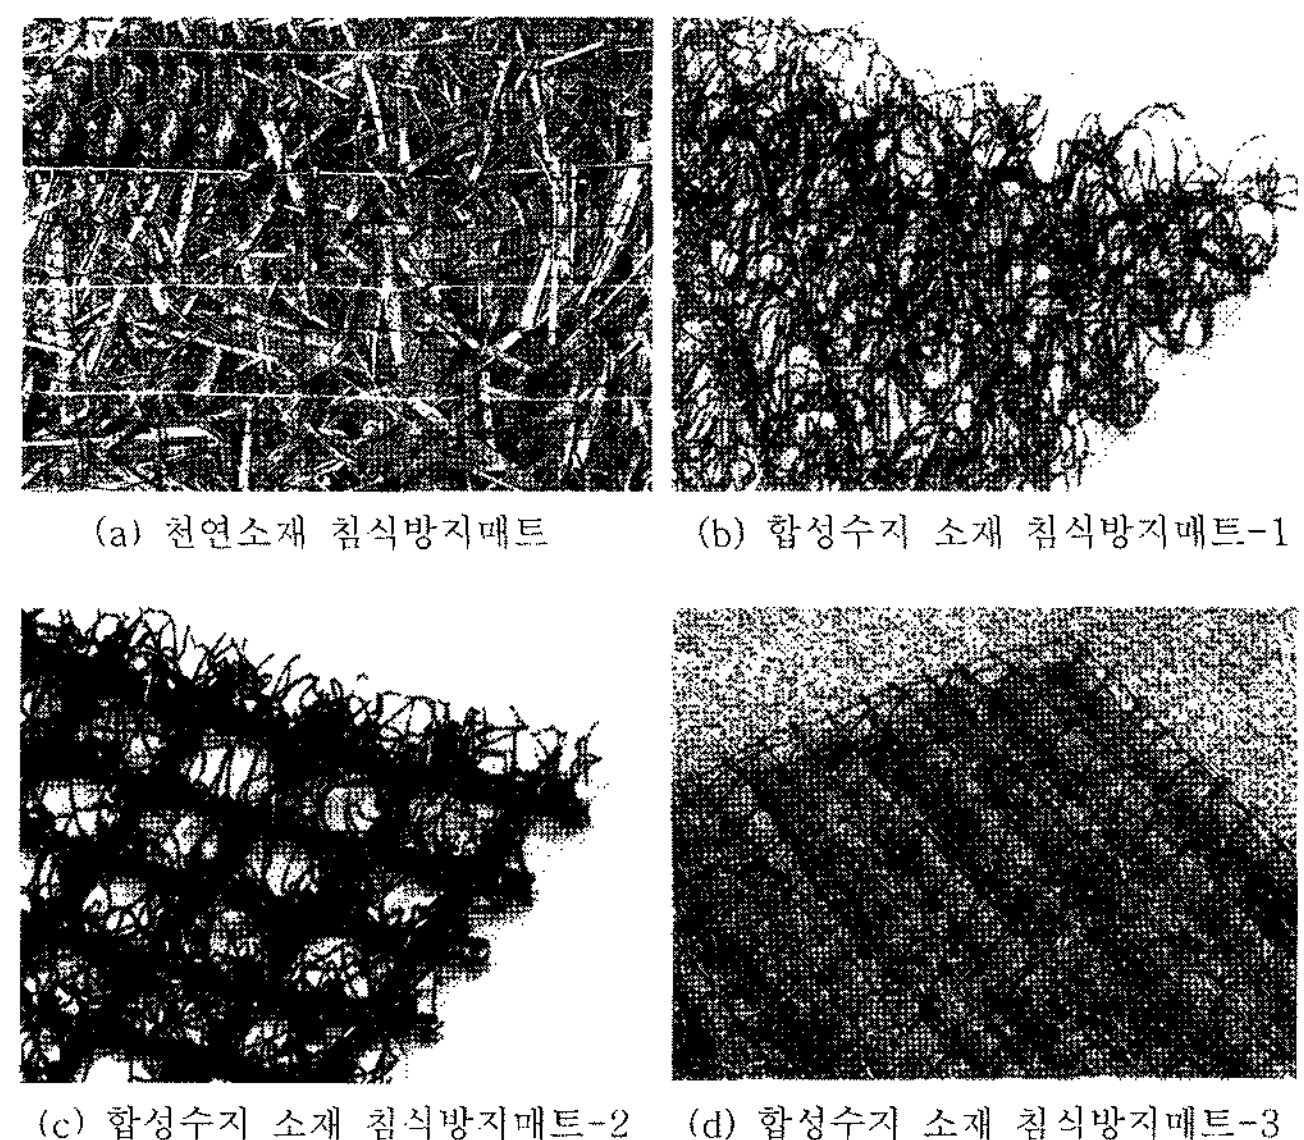 (a) 천연소재 침식방지매트
(b) 합성수지 소재 침식방지매트-1
(c) 합성수지 소재 침식방지매트-2
(d) 합성수지 소재 침식방지매트-3